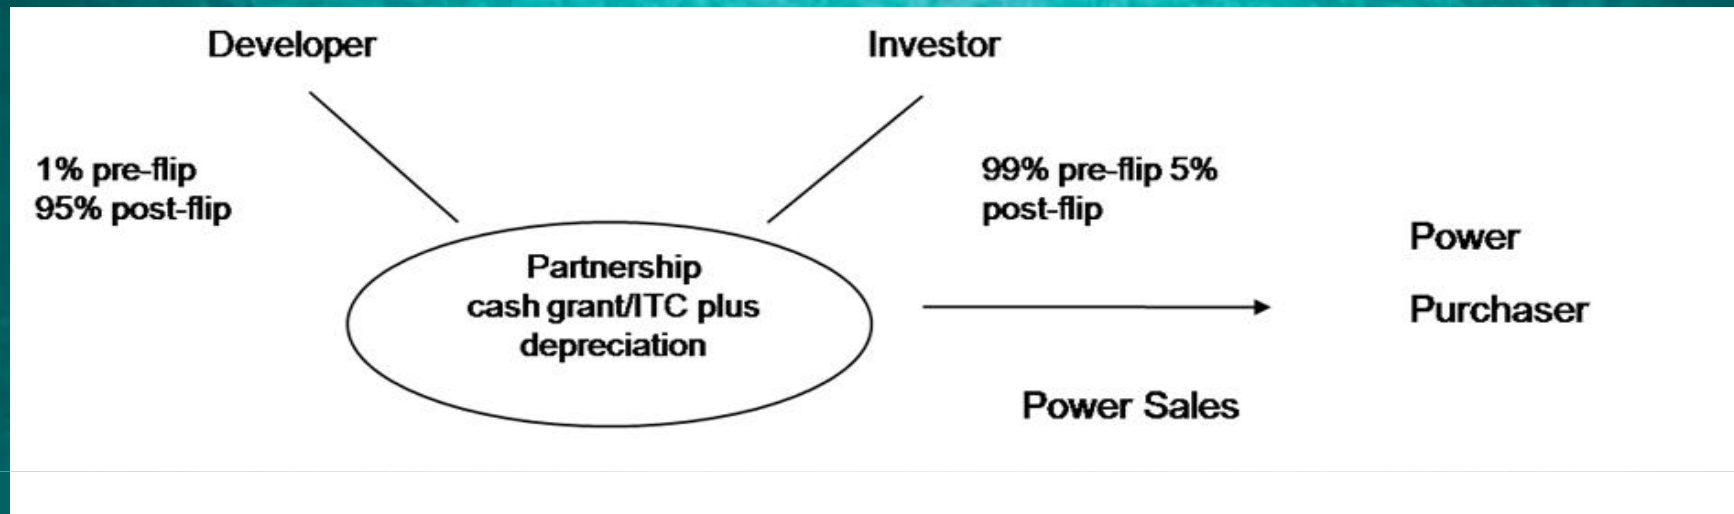 Developer
Investor
1% pre-flip
95% post-flip
99% pre-flip 5%
post-flip
Partnership
cash grant/ITC plus
depreciation
Power
Purchaser
Power Sales